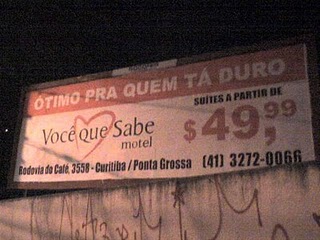 ÓTIMO PRA QUEM TÁ DURO
Você que Sabe
motel
SUÍTES A PARTIR DE
$49,99
Rodovia do Café, 3558 - Curitiba / Ponta Grossa (41) 3272-0066